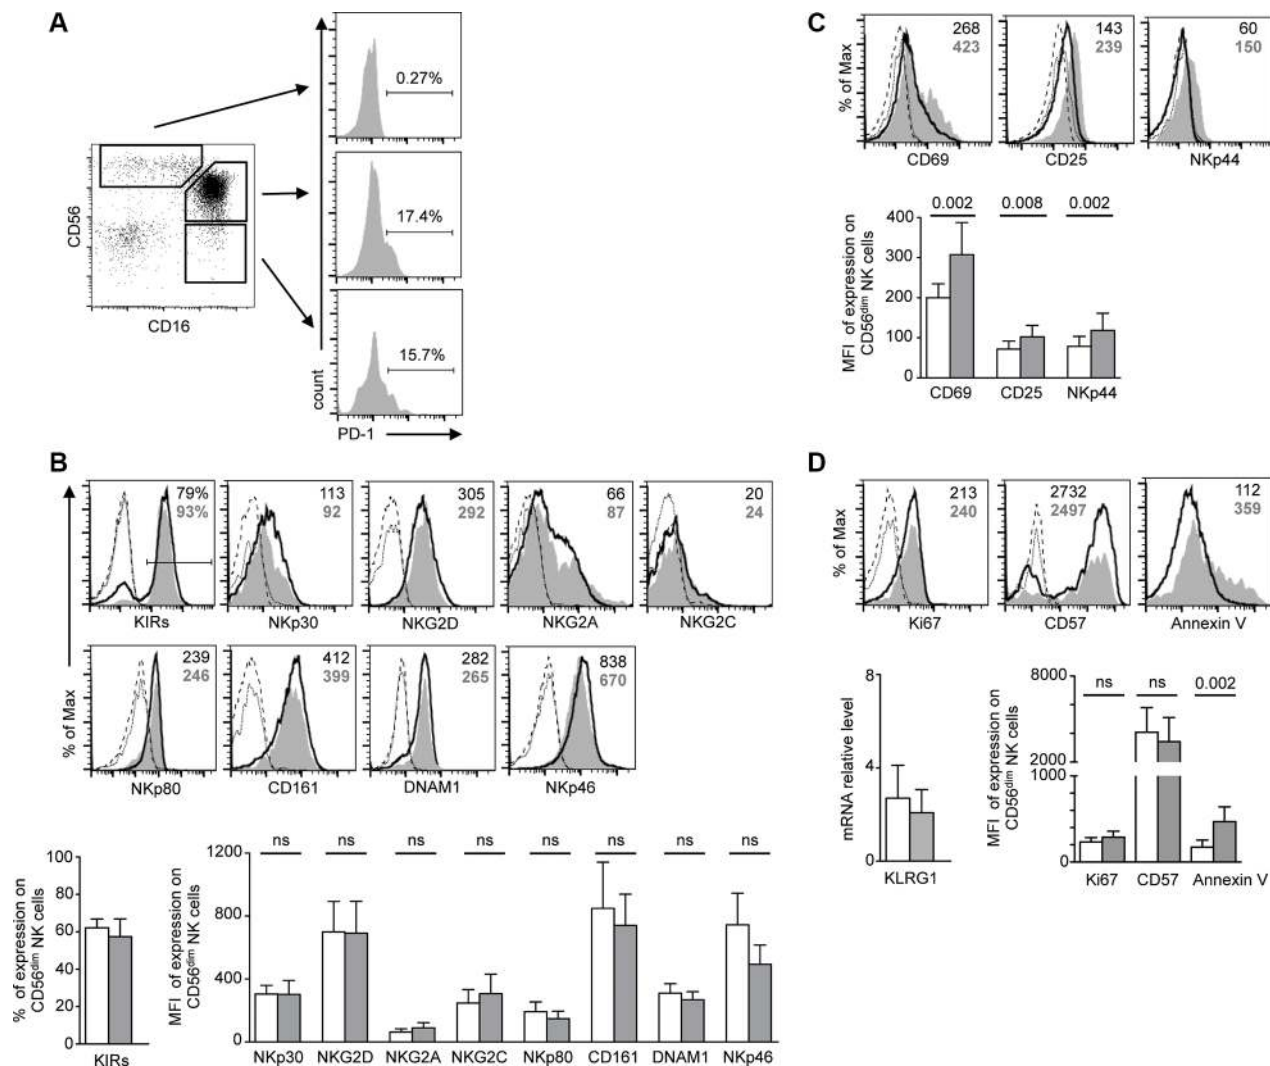 A
0.27%
17.4%
15.7%
CD56
CD16
count
PD-1
B
79%
93%
KIRs
113
92
NKp30
305
292
NKG2D
66
87
NKG2A
20
24
NKG2C
% of Max
239
246
NKp80
412
399
CD161
282
265
DNAM1
838
670
NKp46
% of expression on
CD56dim NK cells
100
80
60
40
20
0
KIRs
MFI of expression on
CD56dim NK cells
1200
800
400
0
ns ns ns ns ns ns ns ns
NKp30 NKG2D NKG2A NKG2C NKp80 CD161 DNAM1 NKp46
C
% of Max
268
423
CD69
143
239
CD25
60
150
NKp44
MFI of expression on
CD56dim NK cells
0.002 0.008 0.002
400
300
200
100
0
CD69 CD25 NKp44
D
% of Max
213
240
Ki67
2732
2497
CD57
112
359
Annexin V
mRNA relative level
8
4
0
KLRG1
MFI of expression on
CD56dim NK cells
ns ns 0.002
8000
2000
1000
0
Ki67 CD57 Annexin V